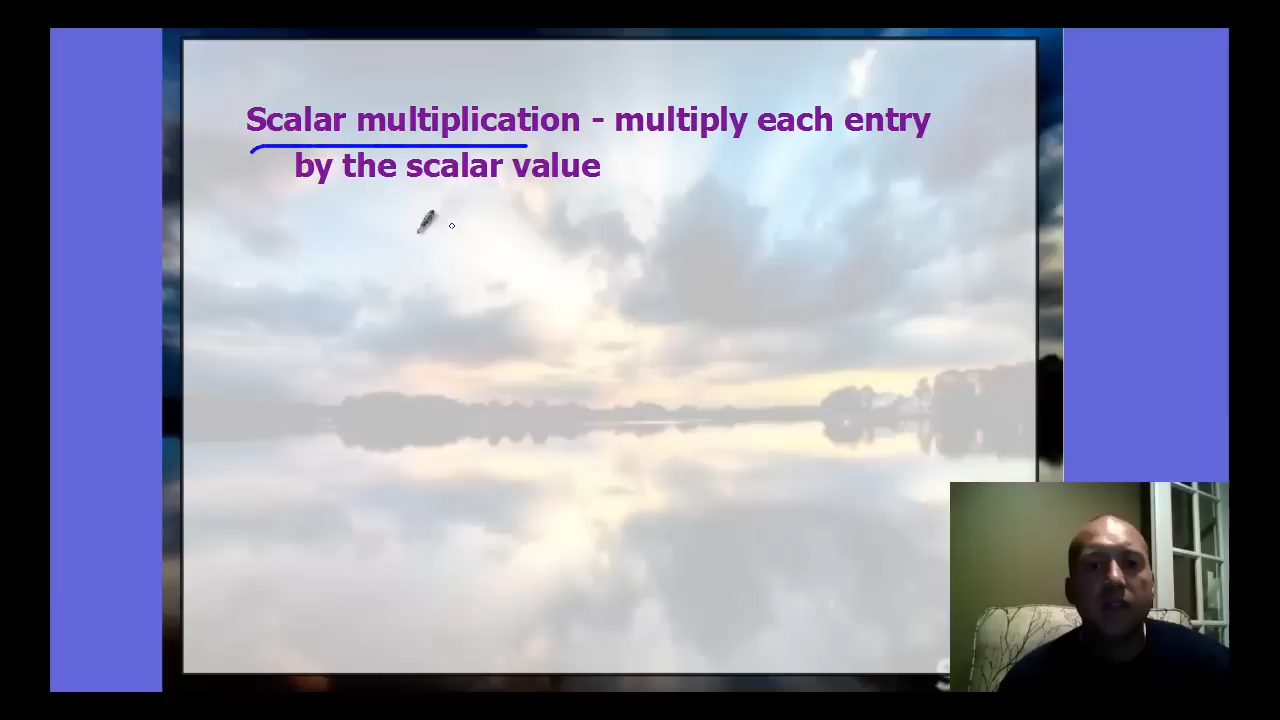 Scalar multiplication - multiply each entry
by the scalar value